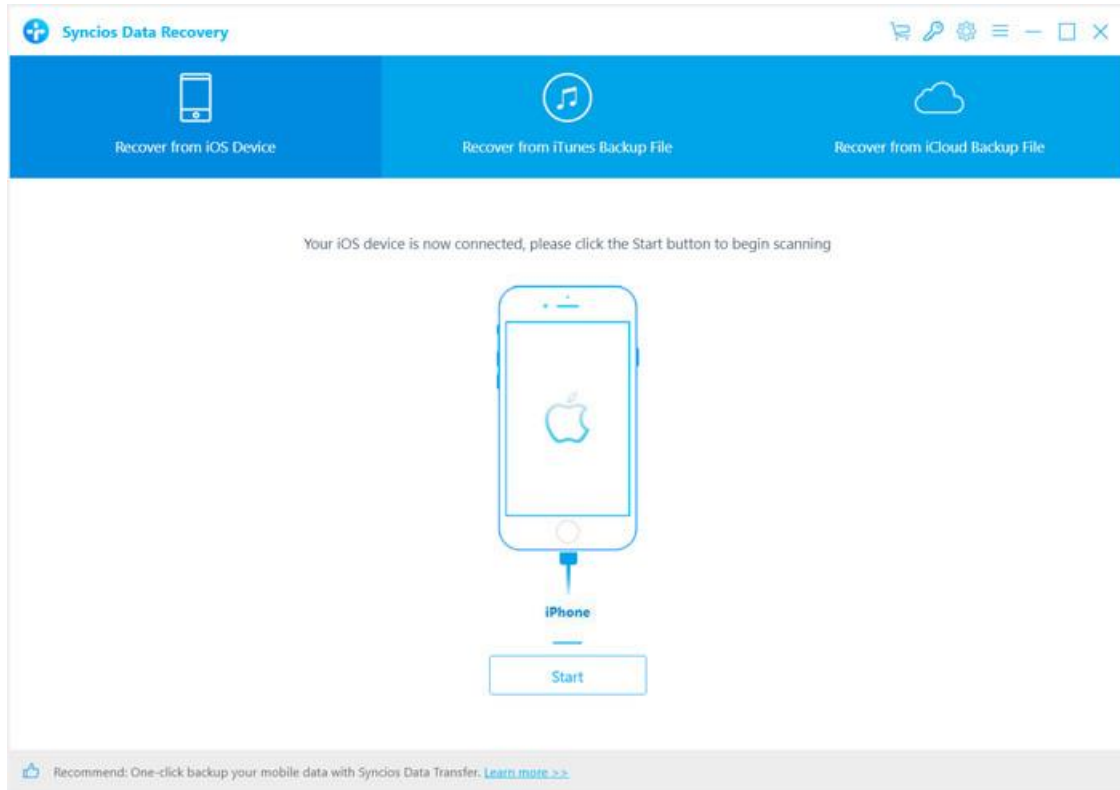 Syncios Data Recovery
Recover from iOS Device
Recover from iTunes Backup File
Recover from iCloud Backup File
Your iOS device is now connected, please click the Start button to begin scanning
iPhone
Start
Recommend: One-click backup your mobile data with Syncios Data Transfer. Learn more >>